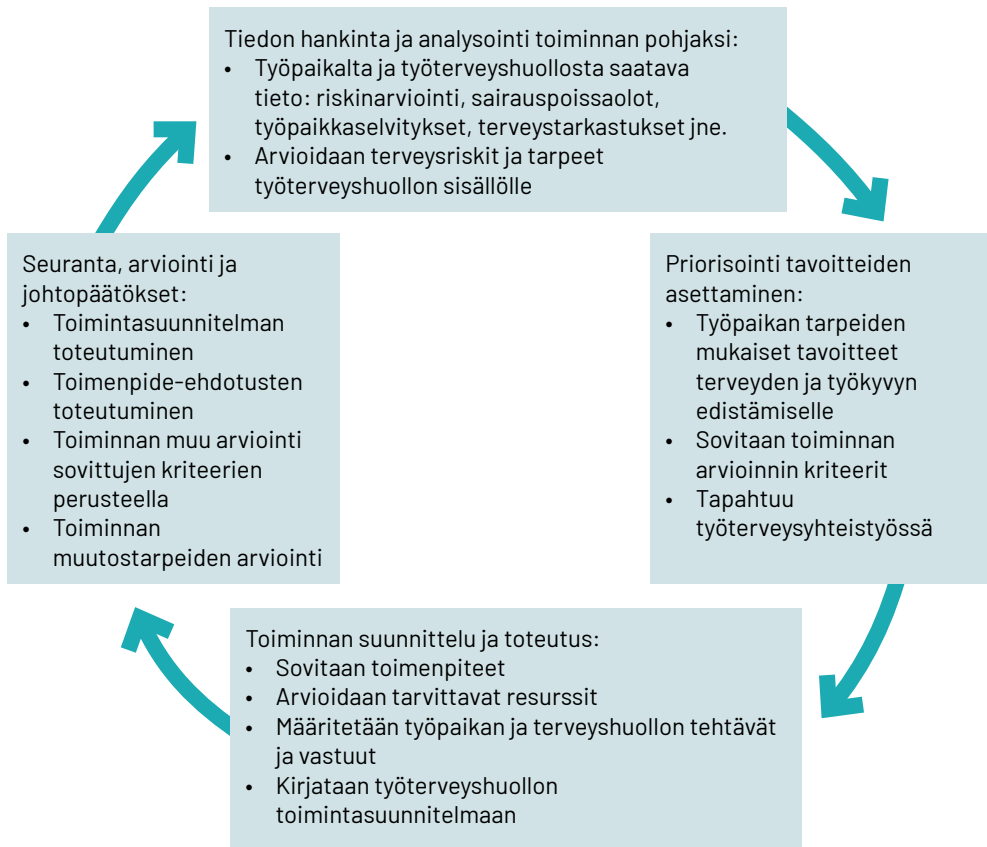 Tiedon hankinta ja analysointi toiminnan pohjaksi:
• Työpaikalta ja työterveyshuollosta saatava
tieto: riskinarviointi, sairauspoissaolot,
työpaikkaselvitykset, terveystarkastukset jne.
• Arvioidaan terveysriskit ja tarpeet
työterveyshuollon sisällölle
Priorisointi tavoitteiden
asettaminen:
• Työpaikan tarpeiden
mukaiset tavoitteet
terveyden ja työkyvyn
edistämiselle
• Sovitaan toiminnan
arvioinnin kriteerit
• Tapahtuu
työterveysyhteistyössä
Toiminnan suunnittelu ja toteutus:
• Sovitaan toimenpiteet
• Arvioidaan tarvittavat resurssit
• Määritetään työpaikan ja terveyshuollon tehtävät
ja vastuut
• Kirjataan työterveyshuollon
toimintasuunnitelmaan
Seuranta, arviointi ja
johtopäätökset:
• Toimintasuunnitelman
toteutuminen
• Toimenpide-ehdotusten
toteutuminen
• Toiminnan muu arviointi
sovittujen kriteerien
perusteella
• Toiminnan
muutostarpeiden arviointi